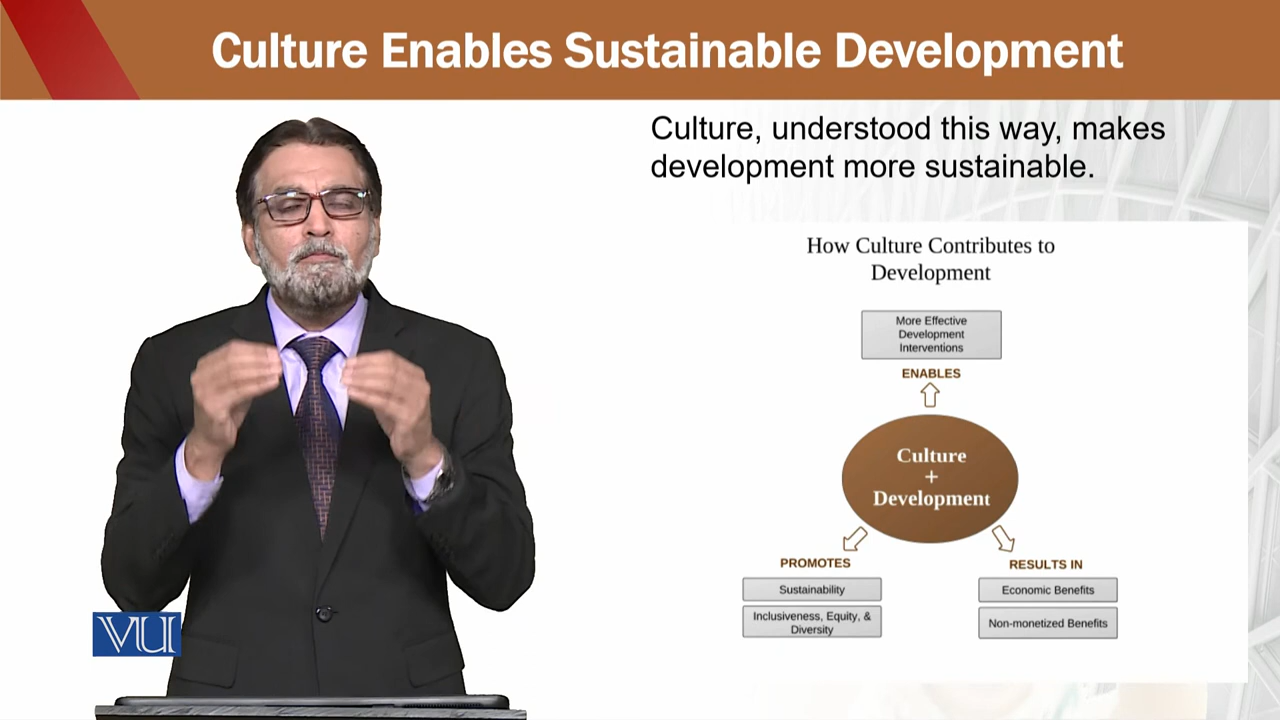 Culture Enables Sustainable Development
Culture, understood this way, makes
development more sustainable.
How Culture Contributes to
Development
More Effective
Development
Interventions
ENABLES
Culture
+
Development
PROMOTES
Sustainability
Inclusiveness, Equity, &
Diversity
RESULTS IN
Economic Benefits
Non-monetized Benefits
VU